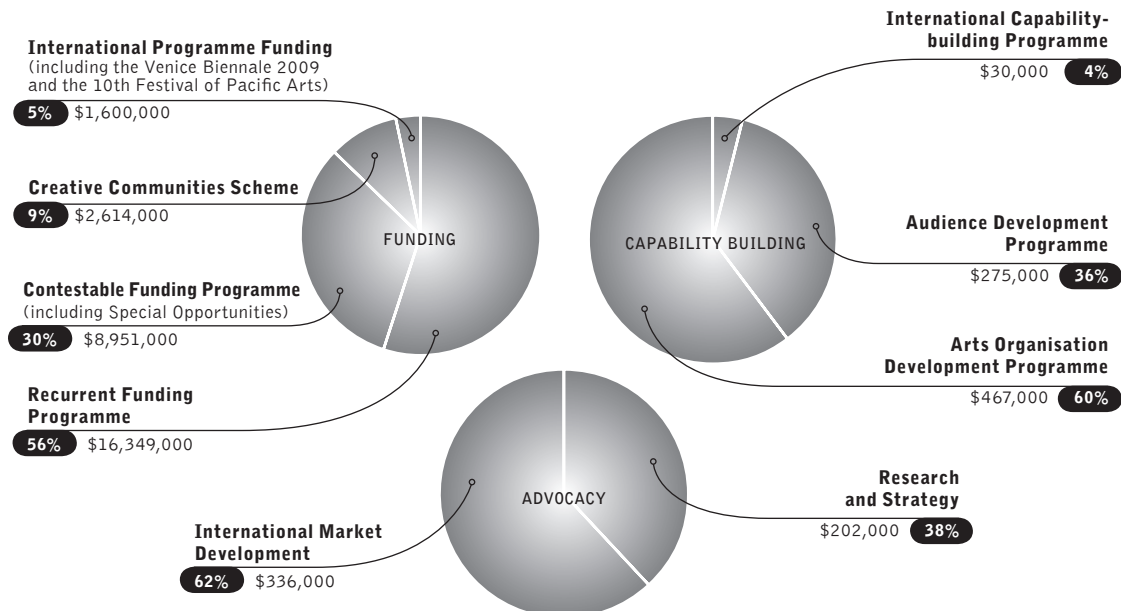 International Programme Funding
(including the Venice Biennale 2009
and the 10th Festival of Pacific Arts)
5% $1,600,000
Creative Communities Scheme
9% $2,614,000
Contestable Funding Programme
(including Special Opportunities)
30% $8,951,000
Recurrent Funding
Programme
56% $16,349,000
FUNDING
International Capability-
building Programme
$30,000 4%
Audience Development
Programme
$275,000 36%
Arts Organisation
Development Programme
$467,000 60%
CAPABILITY BUILDING
International Market
Development
62% $336,000
ADVOCACY
Research
and Strategy
$202,000 38%